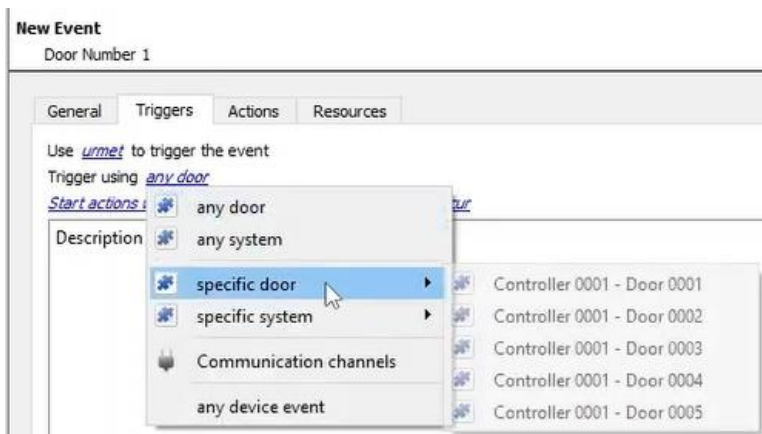 New Event
Door Number 1
General Triggers Actions Resources
Use urmet to trigger the event
Trigger using any door
Start actions
Description
any door
any system
specific door
specific system
Communication channels
any device event
Controller 0001 - Door 0001
Controller 0001 - Door 0002
Controller 0001 - Door 0003
Controller 0001 - Door 0004
Controller 0001 - Door 0005